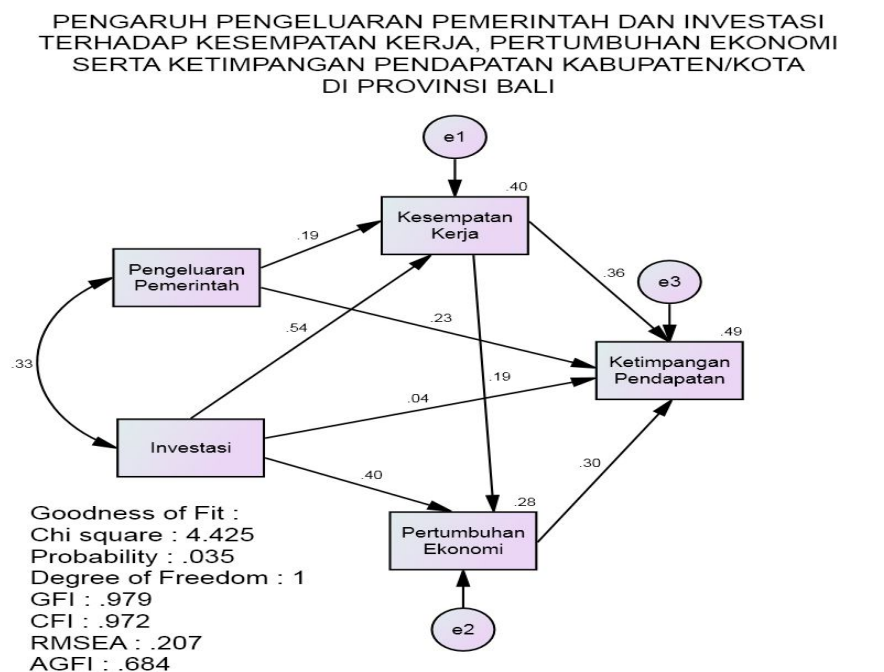 PENGARUH PENGELUARAN PEMERINTAH DAN INVESTASI
TERHADAP KESEMPATAN KERJA, PERTUMBUHAN EKONOMI
SERTA KETIMPANGAN PENDAPATAN KABUPATEN/KOTA
DI PROVINSI BALI
e1
.40
Kesempatan
Kerja
.19
Pengeluaran
Pemerintah
.36
e3
.23
.54
.49
.33
Ketimpangan
Pendapatan
.19
.04
Investasi
.40
.30
.28
Pertumbuhan
Ekonomi
e2
Goodness of Fit :
Chi square : 4.425
Probability : .035
Degree of Freedom : 1
GFI : .979
CFI : .972
RMSEA : .207
AGFI : .684